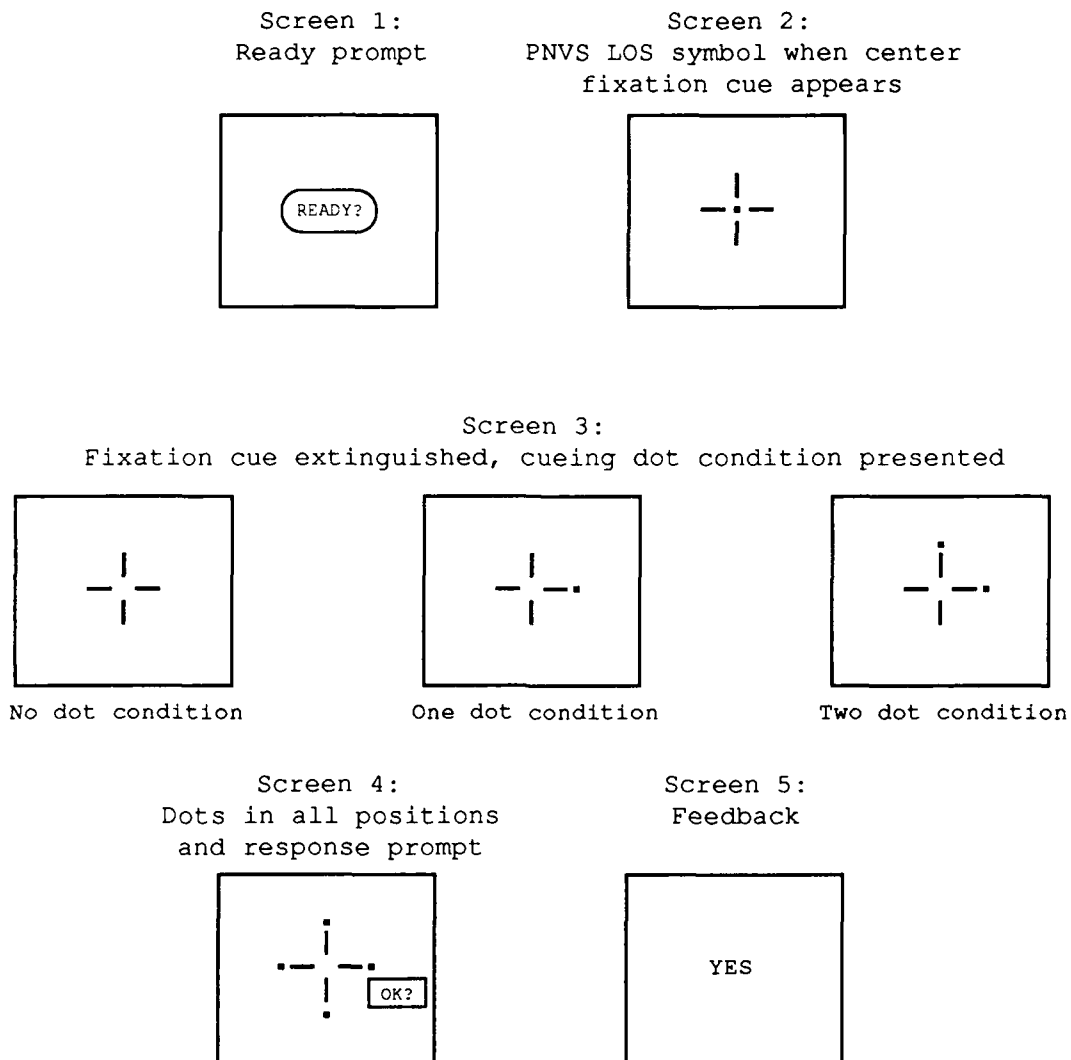 Screen 1:
Ready prompt
READY?
Screen 2:
PNVS LOS symbol when center
fixation cue appears
Screen 3:
Fixation cue extinguished, cueing dot condition presented
No dot condition
One dot condition
Two dot condition
Screen 4:
Dots in all positions
and response prompt
OK?
Screen 5:
Feedback
YES